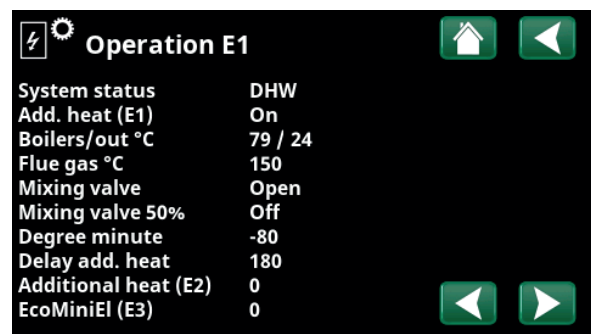 Operation E1
System status DHW
Add. heat (E1) On
Boilers/out °C 79 / 24
Flue gas °C 150
Mixing valve Open
Mixing valve 50% Off
Degree minute -80
Delay add. heat 180
Additional heat (E2) 0
EcoMiniEl (E3) 0